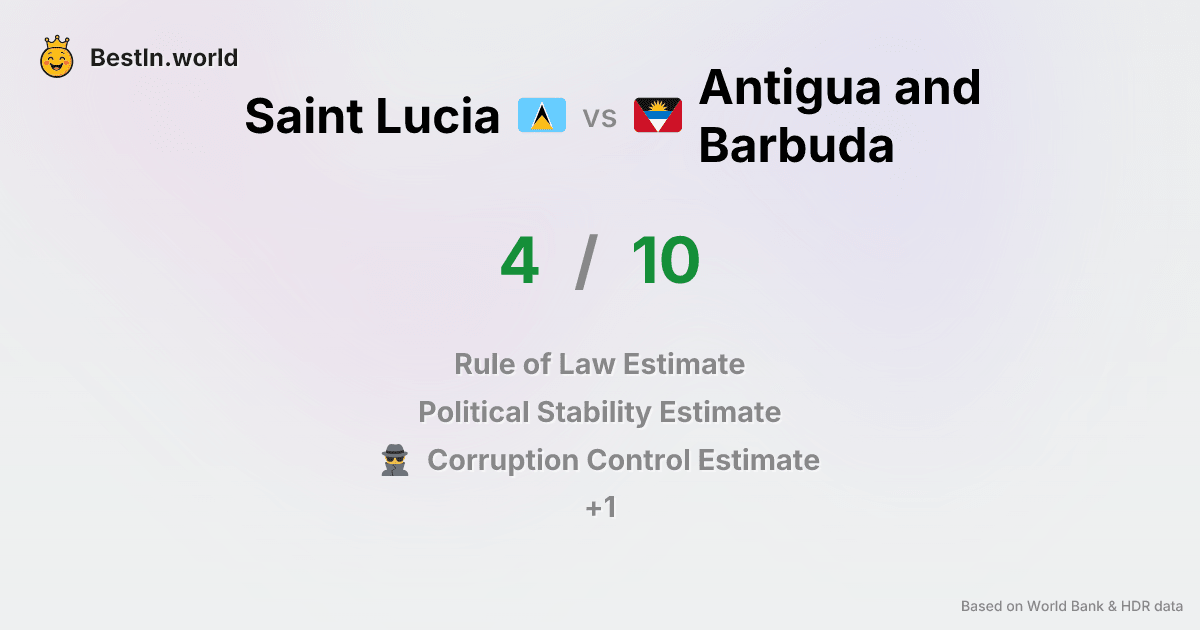 BestIn.world
Saint Lucia vs Antigua and
Barbuda
4 / 10
Rule of Law Estimate
Political Stability Estimate
Corruption Control Estimate
+1
Based on World Bank & HDR data